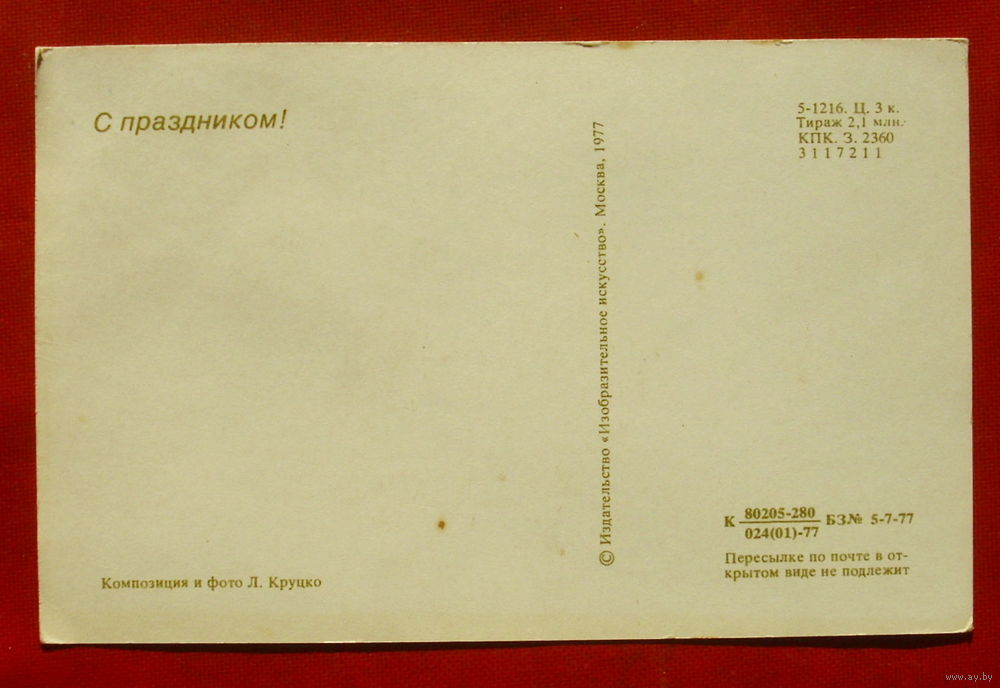 С праздником!
5-1216. Ц. 3 к.
Тираж 2,1 млн.
КПК. З. 2360
3117211
© Издательство «Изобразительное искусство». Москва, 1977
К 80205-280 БЗ№ 5-7-77
024(01)-77
Пересылке по почте в от-
крытом виде не подлежит
Композиция и фото Л. Круцко
www.ay.by